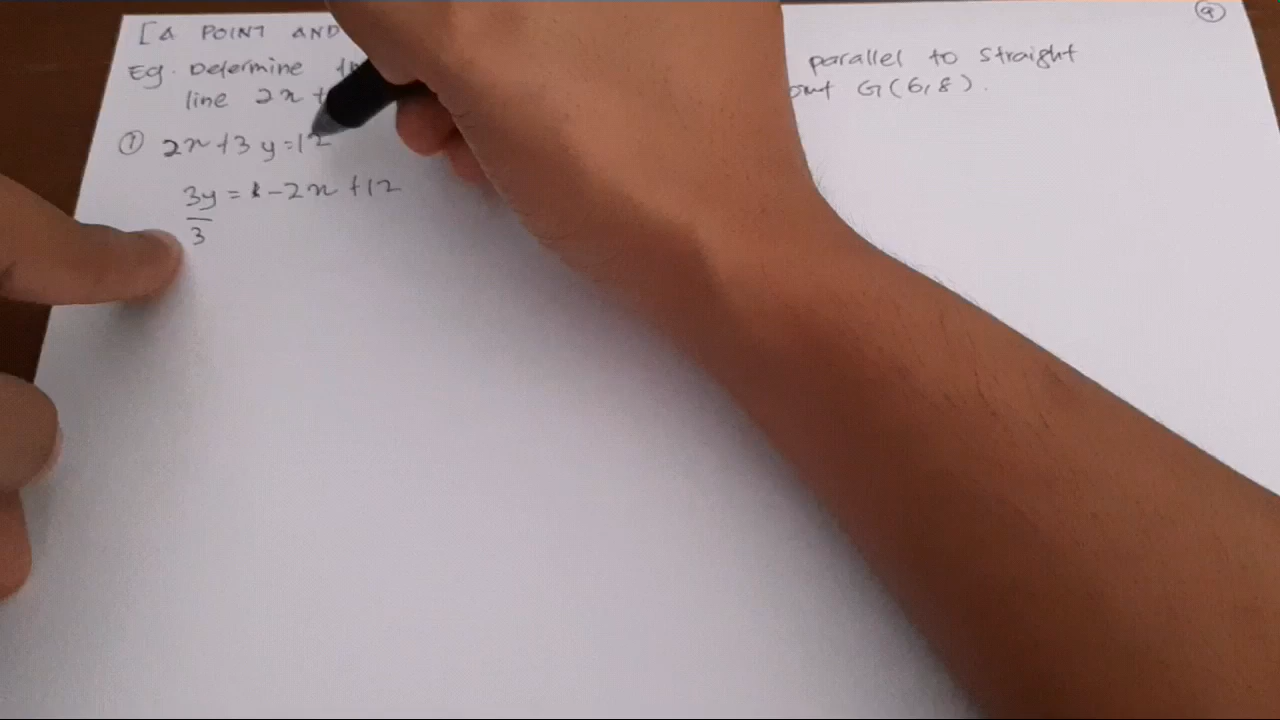 9
[A POINT AND
Eg. Determine parallel to straight
line 2x + G(6,8).
① 2x+3y=12
3y = -2x +12
3